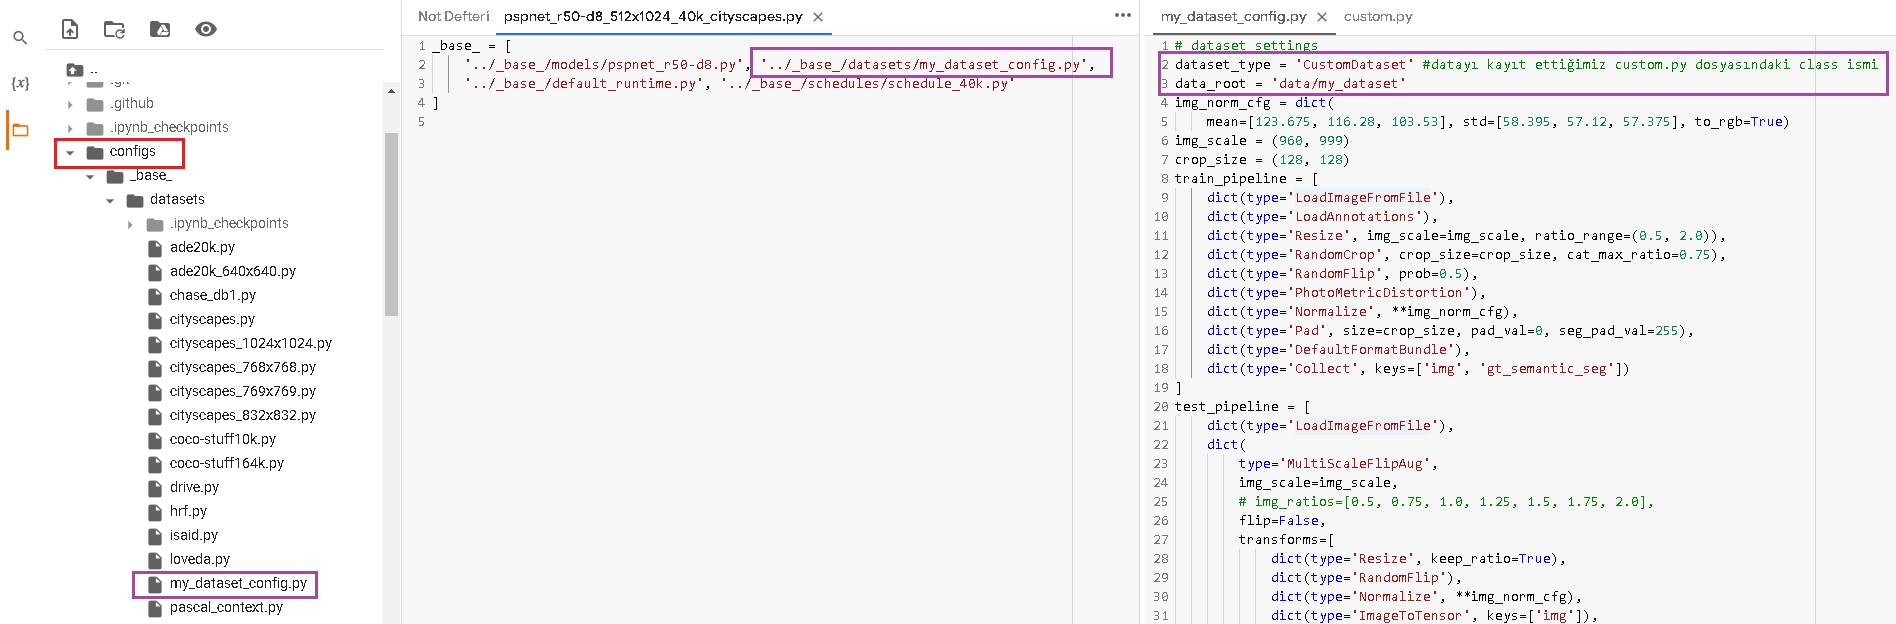 ..
.git
.github
.ipynb_checkpoints
configs
_base_
datasets
.ipynb_checkpoints
ade20k.py
ade20k_640x640.py
chase_db1.py
cityscapes.py
cityscapes_1024x1024.py
cityscapes_768x768.py
cityscapes_769x769.py
cityscapes_832x832.py
coco-stuff10k.py
coco-stuff164k.py
drive.py
hrf.py
isaid.py
loveda.py
my_dataset_config.py
pascal_context.py
{x}
Not Defteri pspnet_r50-d8_512x1024_40k_cityscapes.py ×
1 _base_ = [
2 '../_base_/models/pspnet_r50-d8.py', '../_base_/datasets/my_dataset_config.py',
3 '../_base_/default_runtime.py', '../_base_/schedules/schedule_40k.py'
4 ]
5
my_dataset_config.py × custom.py
1 # dataset settings
2 dataset_type = 'CustomDataset' #datayı kayıt ettiğimiz custom.py dosyasındaki class ismi
3 data_root = 'data/my_dataset'
4 img_norm_cfg = dict(
5 mean=[123.675, 116.28, 103.53], std=[58.395, 57.12, 57.375], to_rgb=True)
6 img_scale = (960, 999)
7 crop_size = (128, 128)
8 train_pipeline = [
9 dict(type='LoadImageFromFile'),
10 dict(type='LoadAnnotations'),
11 dict(type='Resize', img_scale=img_scale, ratio_range=(0.5, 2.0)),
12 dict(type='RandomCrop', crop_size=crop_size, cat_max_ratio=0.75),
13 dict(type='RandomFlip', prob=0.5),
14 dict(type='PhotoMetricDistortion'),
15 dict(type='Normalize', **img_norm_cfg),
16 dict(type='Pad', size=crop_size, pad_val=0, seg_pad_val=255),
17 dict(type='DefaultFormatBundle'),
18 dict(type='Collect', keys=['img', 'gt_semantic_seg'])
19 ]
20 test_pipeline = [
21 dict(type='LoadImageFromFile'),
22 dict(
23 type='MultiScaleFlipAug',
24 img_scale=img_scale,
25 # img_ratios=[0.5, 0.75, 1.0, 1.25, 1.5, 1.75, 2.0],
26 flip=False,
27 transforms=[
28 dict(type='Resize', keep_ratio=True),
29 dict(type='RandomFlip'),
30 dict(type='Normalize', **img_norm_cfg),
31 dict(type='ImageToTensor', keys=['img']),